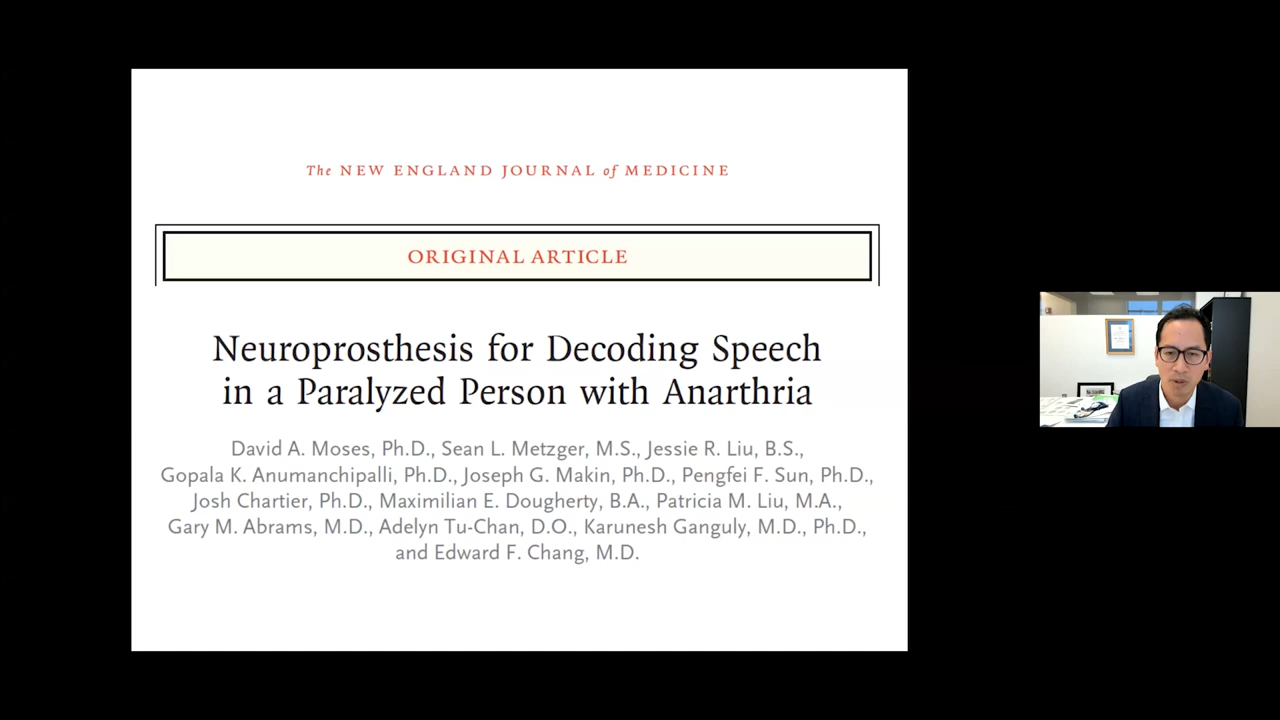 The NEW ENGLAND JOURNAL of MEDICINE
ORIGINAL ARTICLE
Neuroprosthesis for Decoding Speech
in a Paralyzed Person with Anarthria
David A. Moses, Ph.D., Sean L. Metzger, M.S., Jessie R. Liu, B.S.,
Gopala K. Anumanchipalli, Ph.D., Joseph G. Makin, Ph.D., Pengfei F. Sun, Ph.D.,
Josh Chartier, Ph.D., Maximilian E. Dougherty, B.A., Patricia M. Liu, M.A.,
Gary M. Abrams, M.D., Adelyn Tu-Chan, D.O., Karunesh Ganguly, M.D., Ph.D.,
and Edward F. Chang, M.D.